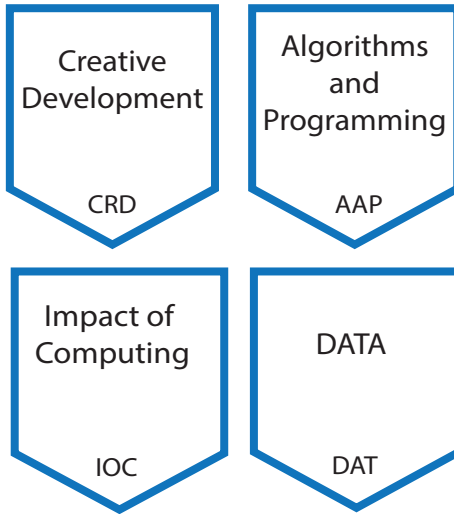 Creative
Development
CRD
Algorithms
and
Programming
AAP
Impact of
Computing
IOC
DATA
DAT